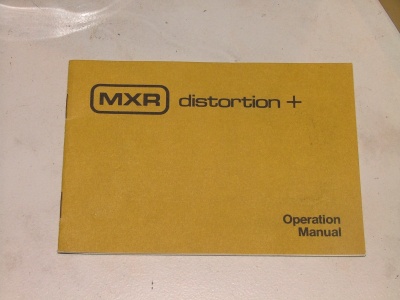 MXR distortion +
Operation
Manual